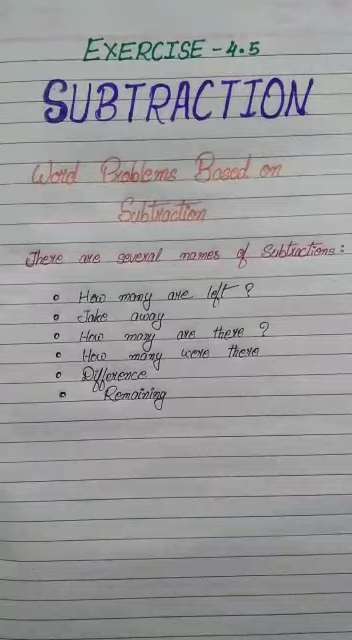 EXERCISE - 4.5
SUBTRACTION
Word Problems Based on
Subtraction
There are several names of Subtractions:
◦ How many are left ?
◦ Take away
◦ How many are there ?
◦ How many were there
◦ Difference
◦ Remaining